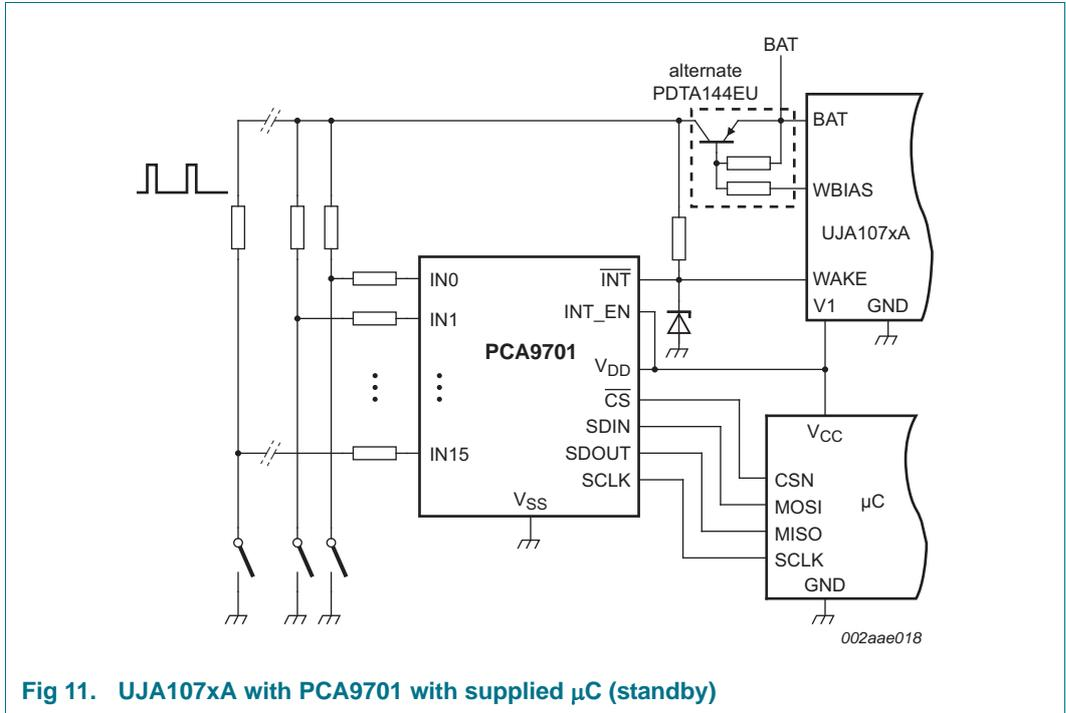 BAT
alternate
PDTA144EU
BAT
WBIAS
UJA107xA
IN0
INT
WAKE
INT_EN
V1
GND
IN1
PCA9701
VDD
CS
VCC
SDIN
IN15
SDOUT
SCLK
CSN
µC
MOSI
VSS
MISO
SCLK
GND
002aae018
Fig 11. UJA107xA with PCA9701 with supplied μC (standby)